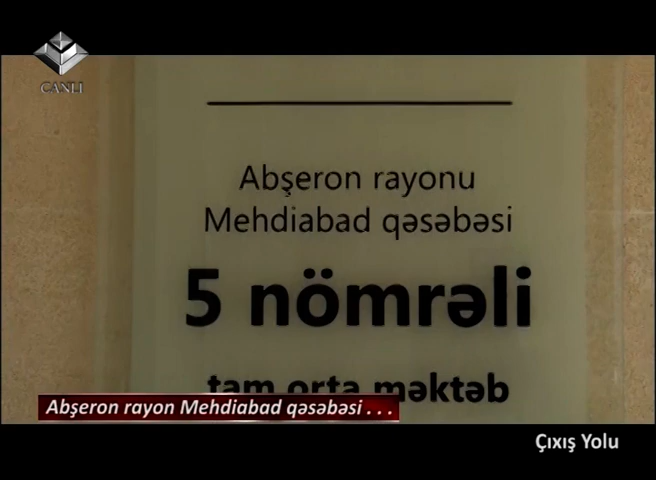 CANLI
Abşeron rayonu
Mehdiabad qəsəbəsi
5 nömrəli
tam orta məktəb
Abşeron rayon Mehdiabad qəsəbəsi . . .
Çıxış Yolu